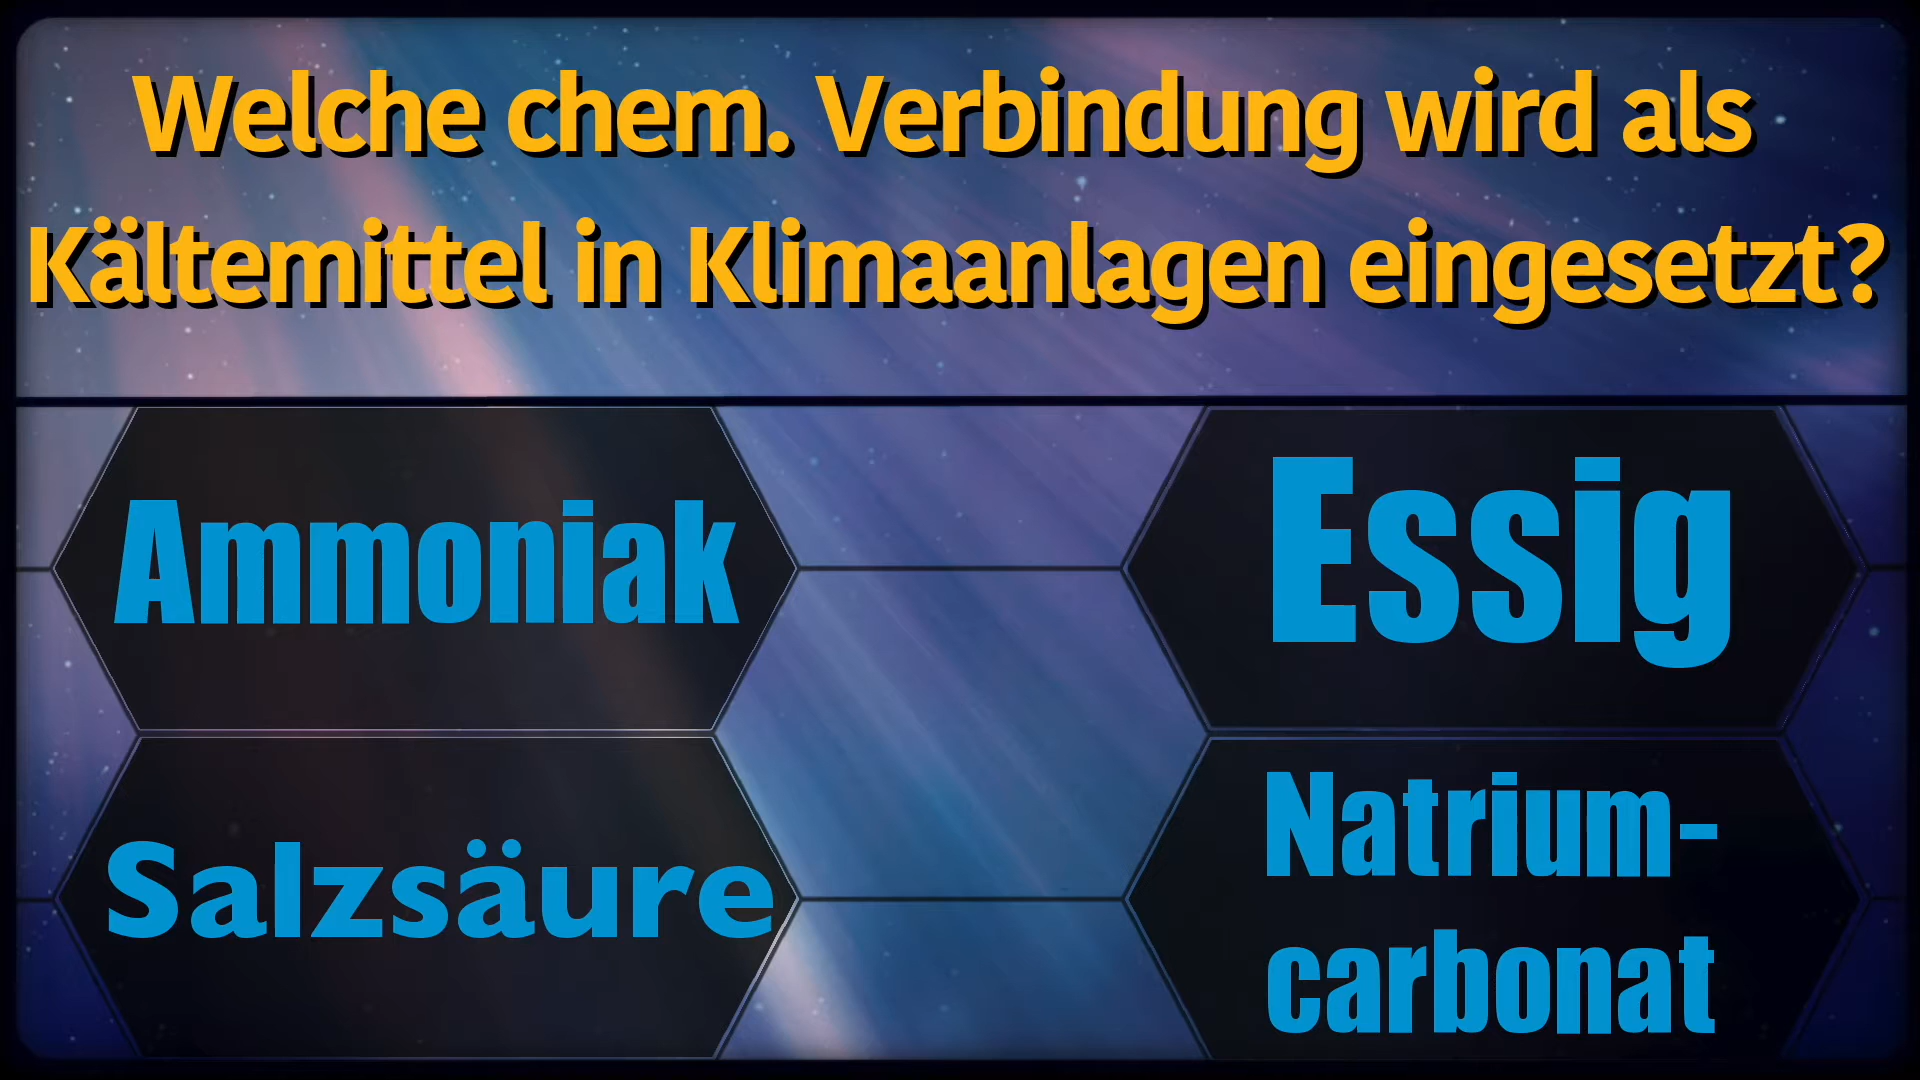 Welche chem. Verbindung wird als
Kältemittel in Klimaanlagen eingesetzt?
Ammoniak
Essig
Salzsäure
Natrium-
carbonat